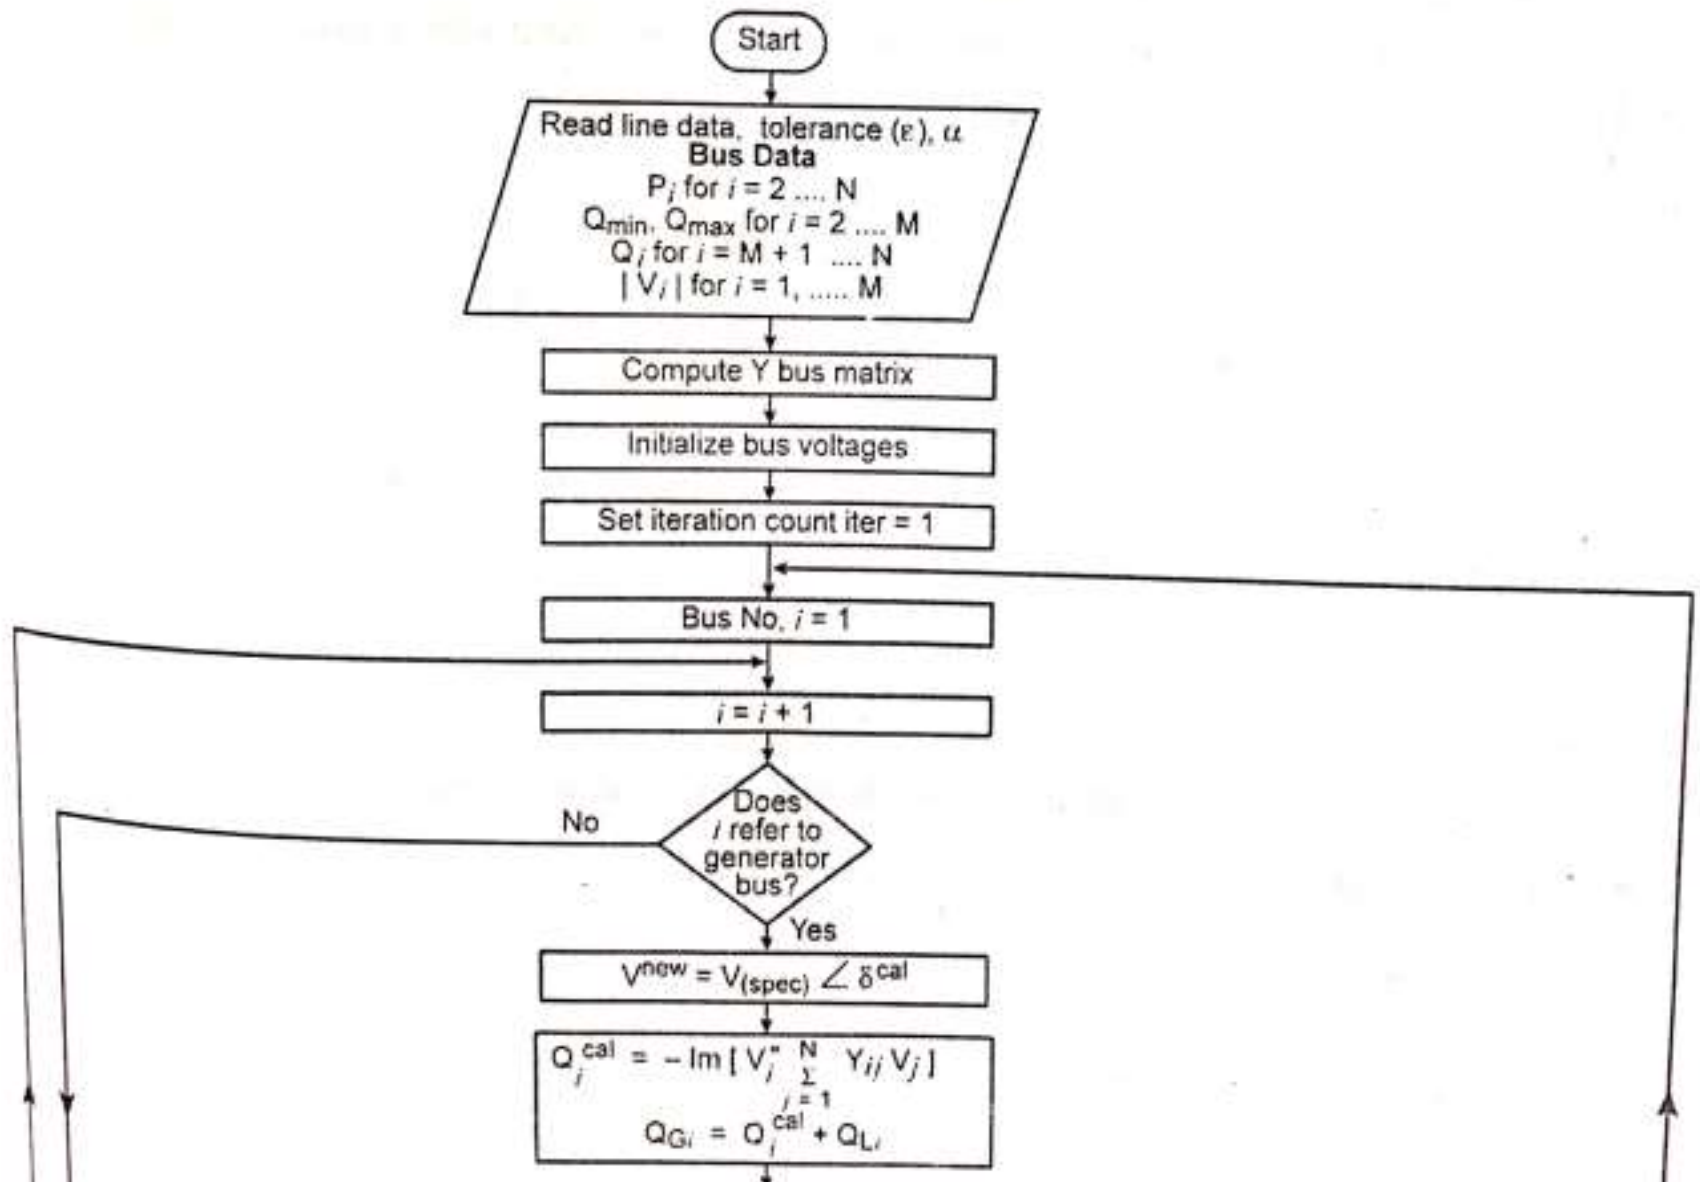 Start
Read line data, tolerance (ε), α
Bus Data
P_i for i = 2 .... N
Q_min, Q_max for i = 2 .... M
Q_i for i = M + 1 .... N
| V_i | for i = 1, ..... M
Compute Y bus matrix
Initialize bus voltages
Set iteration count iter = 1
Bus No, i = 1
i = i + 1
Does
i refer to
generator
bus?
No
Yes
V^new = V_(spec) ∠ δ^cal
Q_i^cal = – Im [ V_i^* Σ_{j = 1}^N Y_ij V_j ]
Q_Gi = Q_i^cal + Q_Li